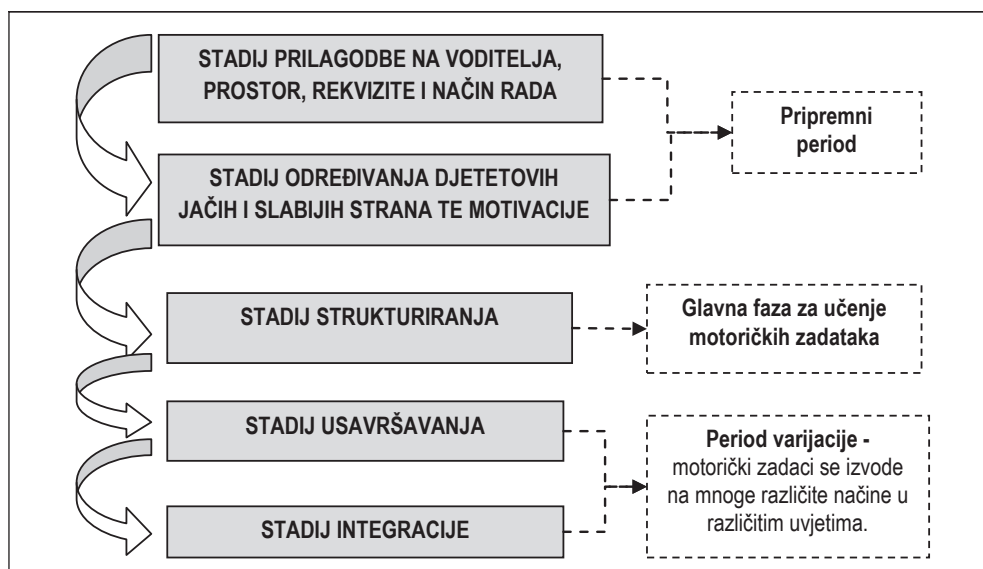 STADIJ PRILAGODBE NA VODITELJA,
PROSTOR, REKVIZITE I NAČIN RADA
Pripremni
period
STADIJ ODREĐIVANJA DJETETOVIH
JAČIH I SLABIJIH STRANA TE MOTIVACIJE
STADIJ STRUKTURIRANJA
Glavna faza za učenje
motoričkih zadataka
STADIJ USAVRŠAVANJA
Period varijacije -
motorički zadaci se izvode
na mnoge različite načine u
različitim uvjetima.
STADIJ INTEGRACIJE